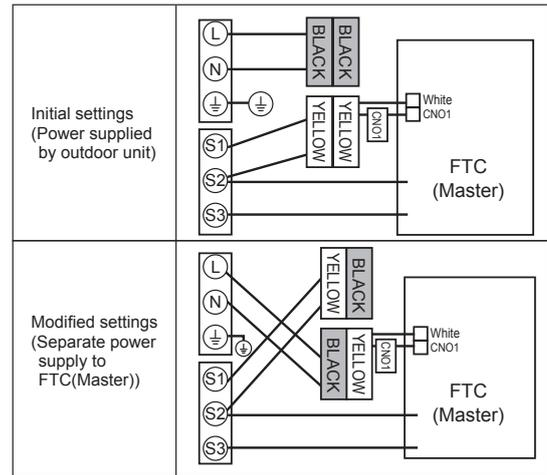 Initial settings
(Power supplied
by outdoor unit)
L
N
S1
S2
S3
BLACK
BLACK
YELLOW
YELLOW
CNO1
White
CNO1
FTC
(Master)
Modified settings
(Separate power
supply to
FTC(Master))
L
N
S1
S2
S3
YELLOW
BLACK
BLACK
YELLOW
CNO1
White
CNO1
FTC
(Master)